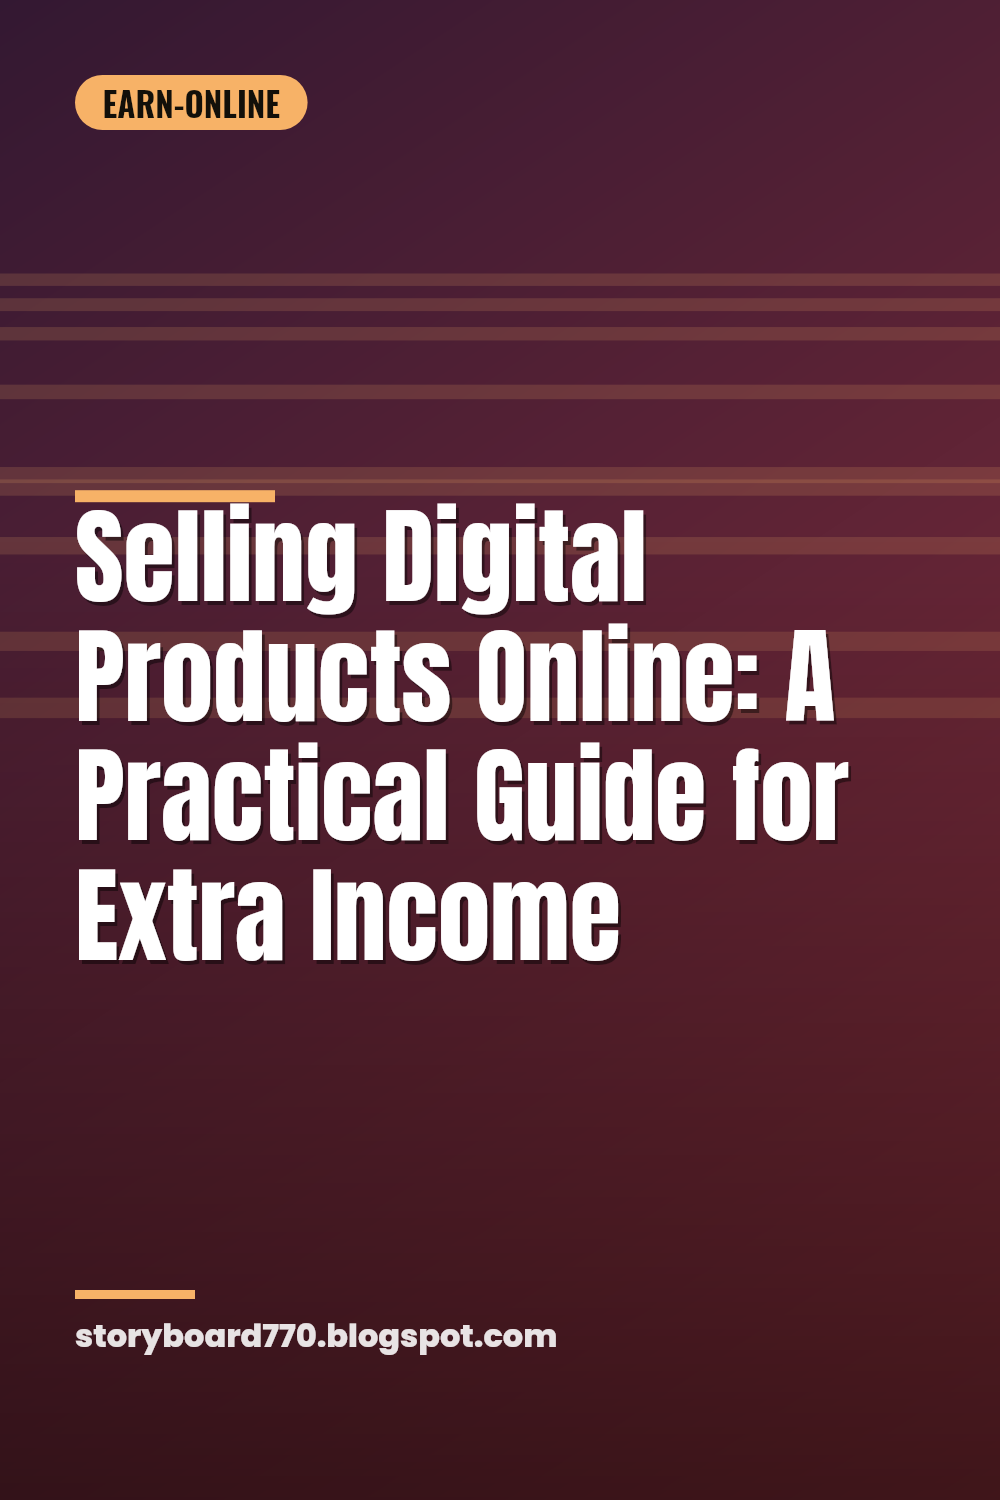 EARN-ONLINE
Selling Digital
Products Online: A
Practical Guide for
Extra Income
storyboard770.blogspot.com